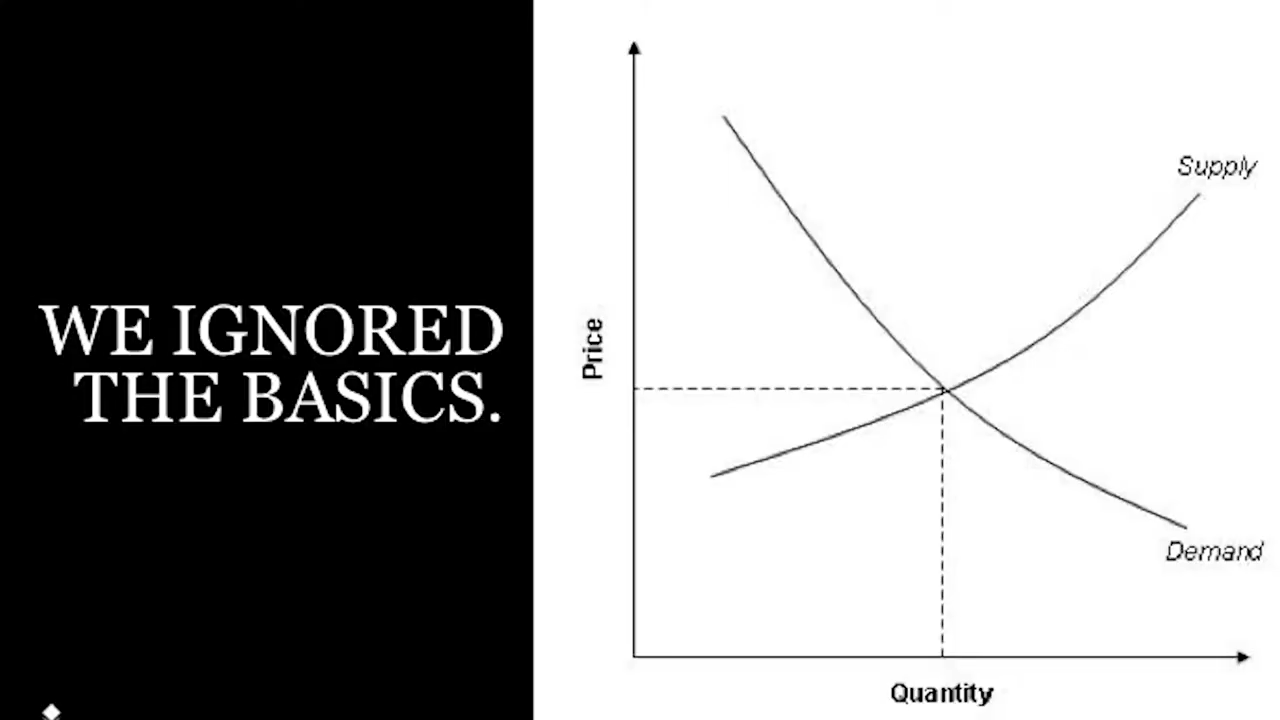 WE IGNORED
THE BASICS.
Supply
Price
Demand
Quantity